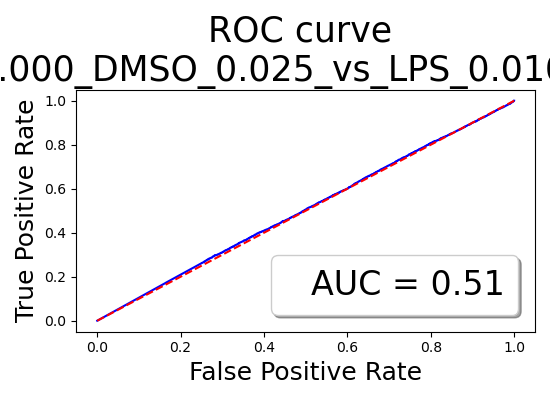 ROC curve
.000_DMSO_0.025_vs_LPS_0.010
True Positive Rate
1.0
0.8
0.6
0.4
0.2
0.0
AUC = 0.51
0.0 0.2 0.4 0.6 0.8 1.0
False Positive Rate